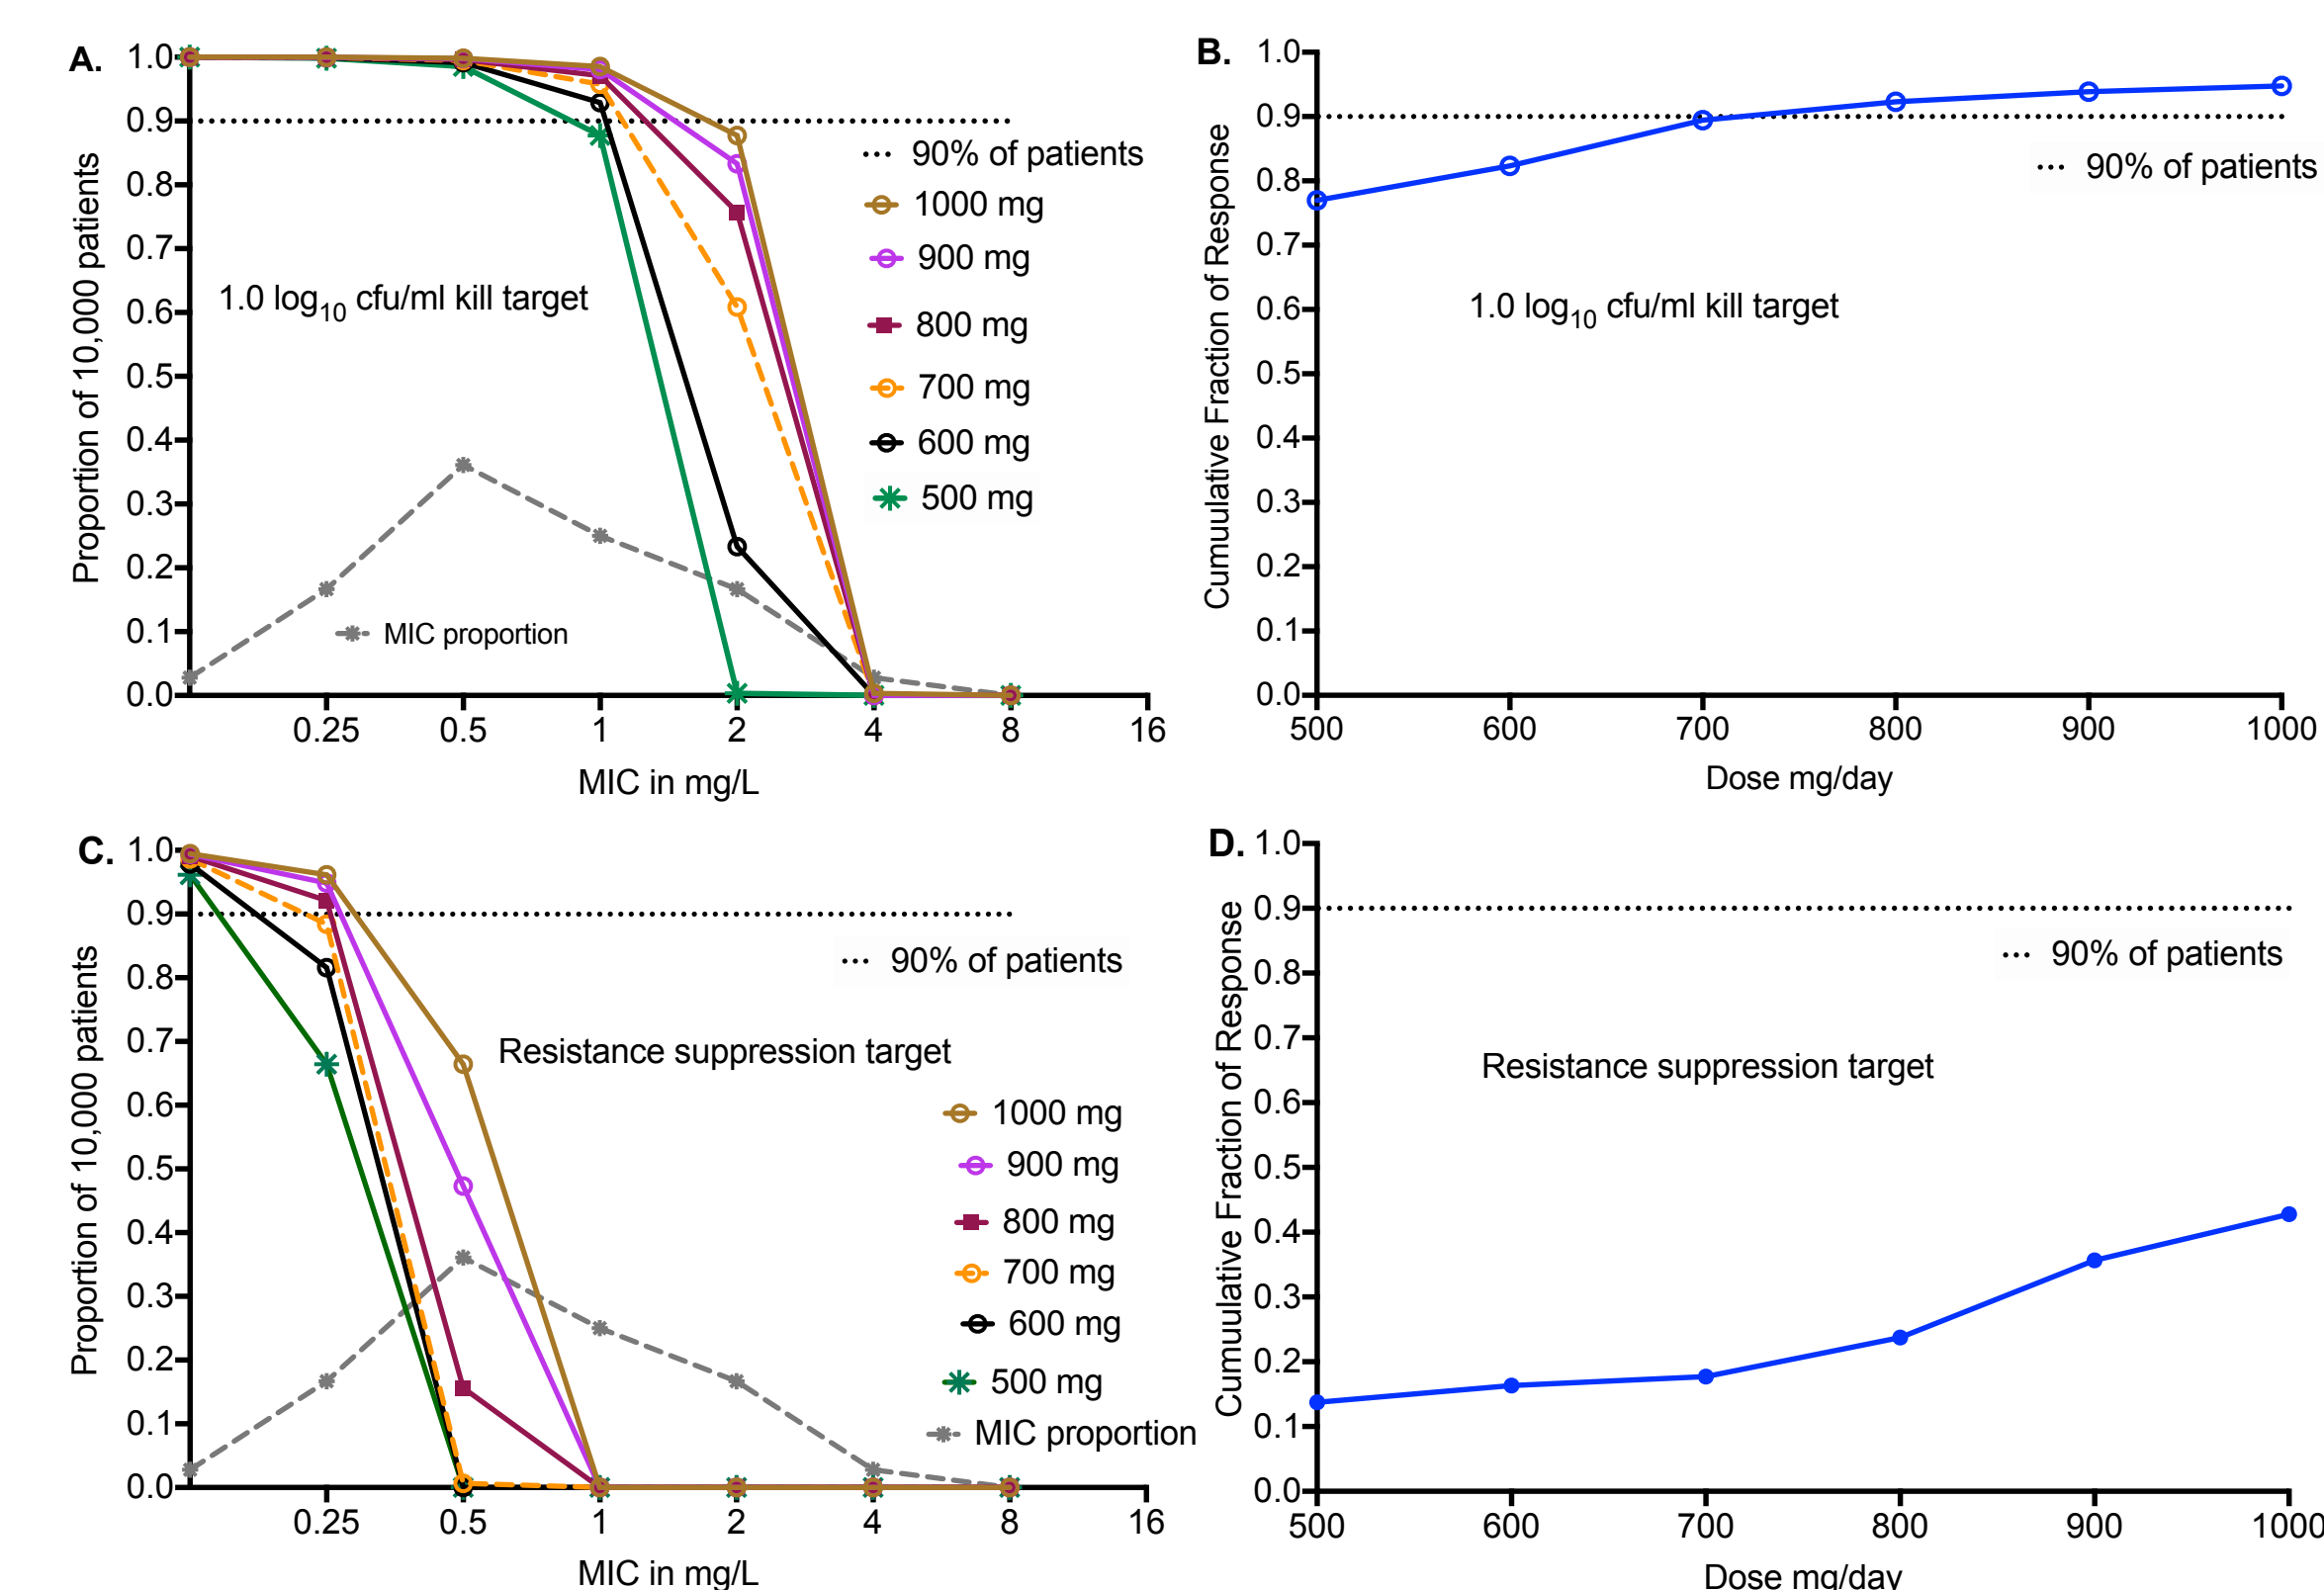 A.
1.0
0.9
0.8
0.7
0.6
0.5
0.4
0.3
0.2
0.1
0.0
Proportion of 10,000 patients
90% of patients
1000 mg
900 mg
800 mg
700 mg
600 mg
500 mg
1.0 log10 cfu/ml kill target
MIC proportion
0.25 0.5 1 2 4 8 16
MIC in mg/L
B.
1.0
0.9
0.8
0.7
0.6
0.5
0.4
0.3
0.2
0.1
0.0
Cumuulative Fraction of Response
90% of patients
1.0 log10 cfu/ml kill target
500 600 700 800 900 1000
Dose mg/day
C.
1.0
0.9
0.8
0.7
0.6
0.5
0.4
0.3
0.2
0.1
0.0
Proportion of 10,000 patients
90% of patients
Resistance suppression target
1000 mg
900 mg
800 mg
700 mg
600 mg
500 mg
MIC proportion
0.25 0.5 1 2 4 8 16
MIC in mg/L
D.
1.0
0.9
0.8
0.7
0.6
0.5
0.4
0.3
0.2
0.1
0.0
Cumuulative Fraction of Response
90% of patients
Resistance suppression target
500 600 700 800 900 1000
Dose mg/day